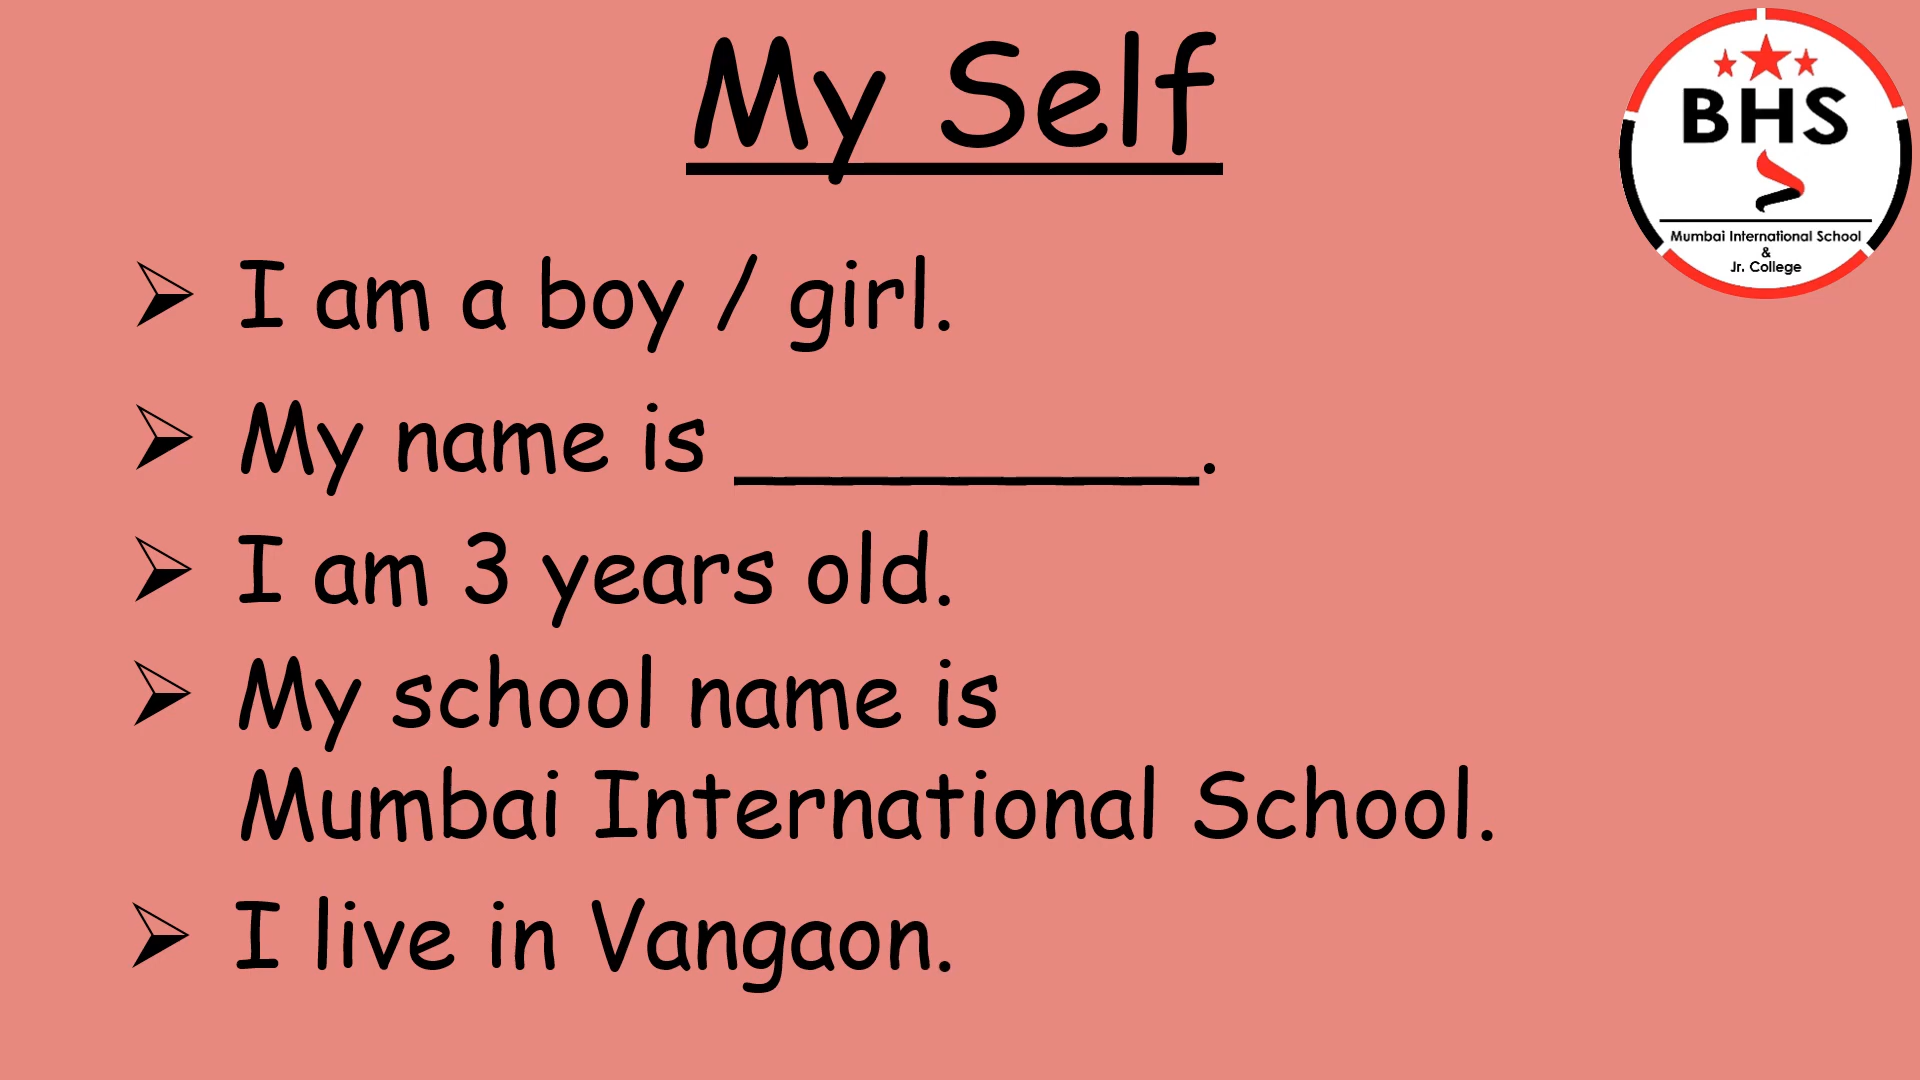 My Self
BHS
Mumbai International School
&
Jr. College
➢ I am a boy / girl.
➢ My name is __________.
➢ I am 3 years old.
➢ My school name is
Mumbai International School.
➢ I live in Vangaon.